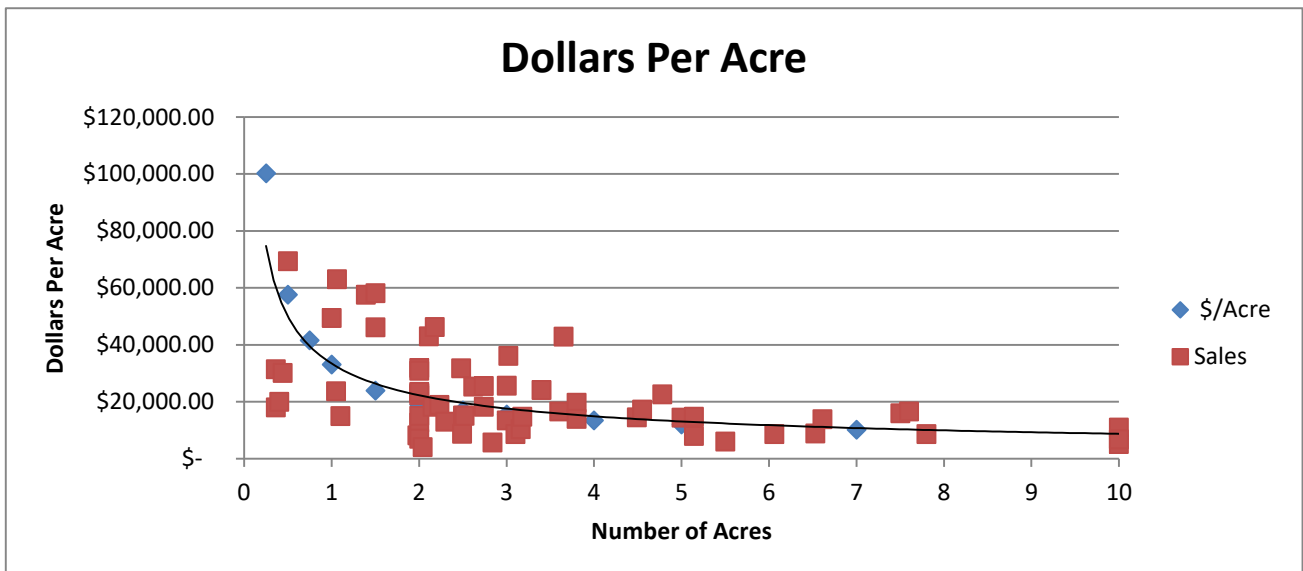 Dollars Per Acre
$120,000.00
$100,000.00
$80,000.00
$60,000.00
$40,000.00
$20,000.00
$-
Dollars Per Acre
0 1 2 3 4 5 6 7 8 9 10
Number of Acres
$/Acre
Sales